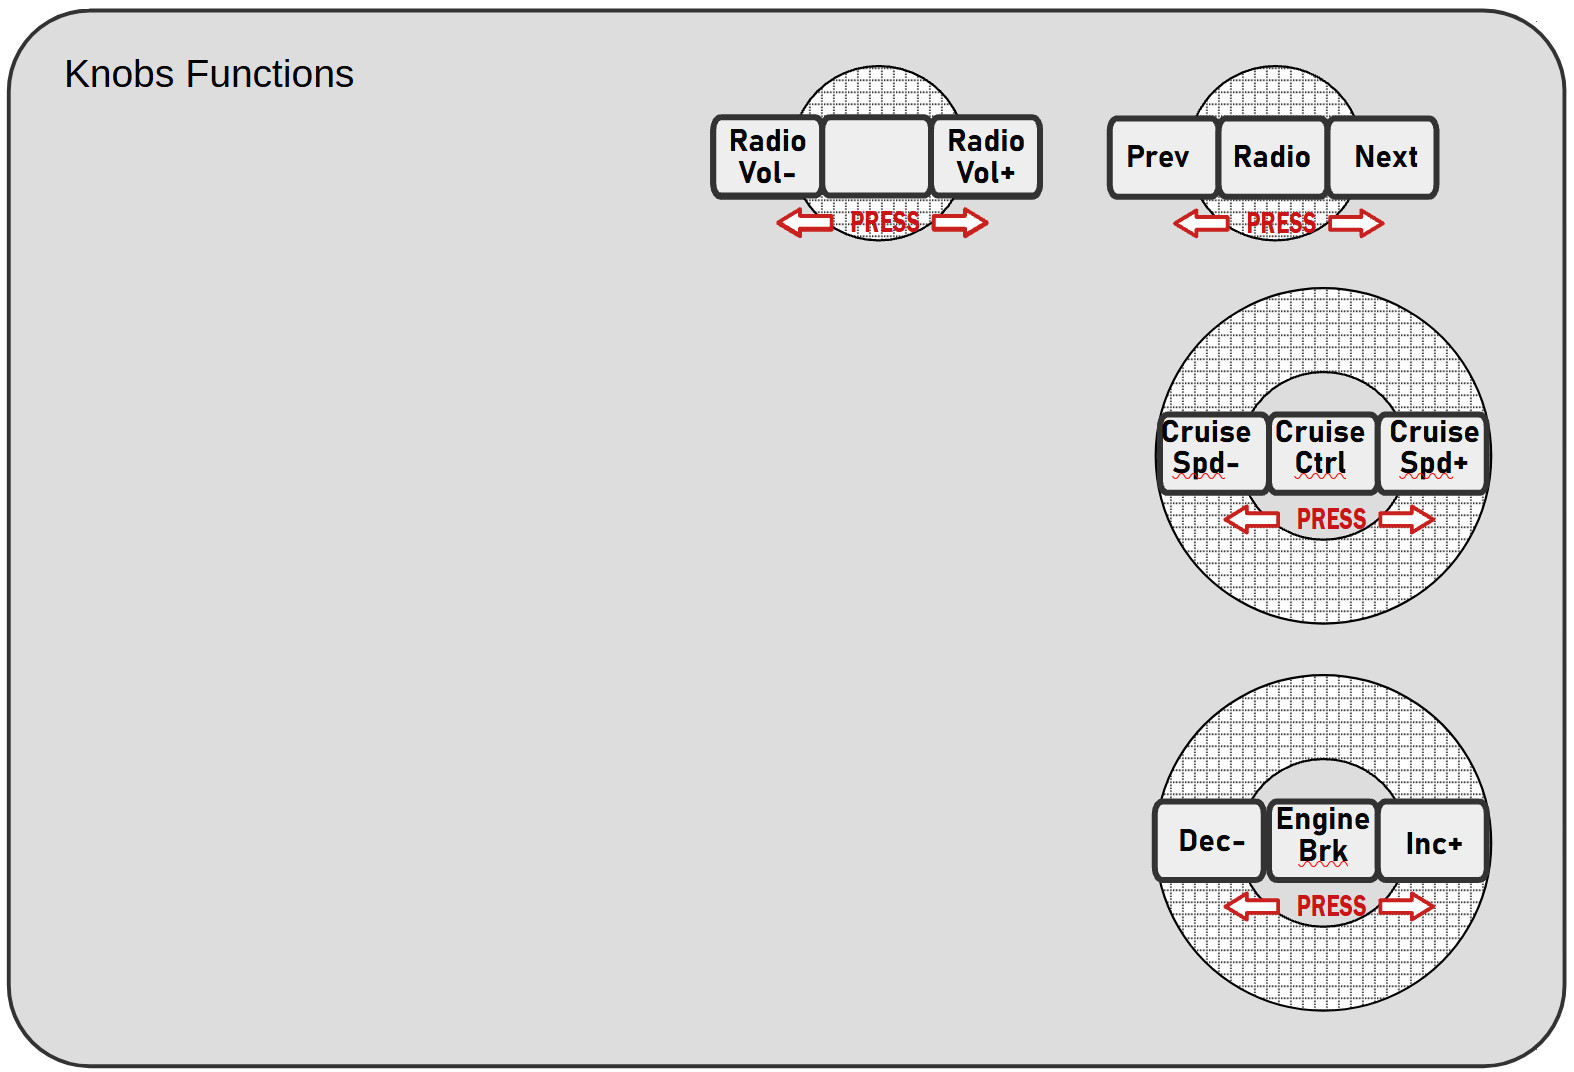 Knobs Functions
Radio
Vol-
Radio
Vol+
PRESS
Prev
Radio
Next
PRESS
Cruise
Spd-
Cruise
Ctrl
Cruise
Spd+
PRESS
Dec-
Engine
Brk
Inc+
PRESS